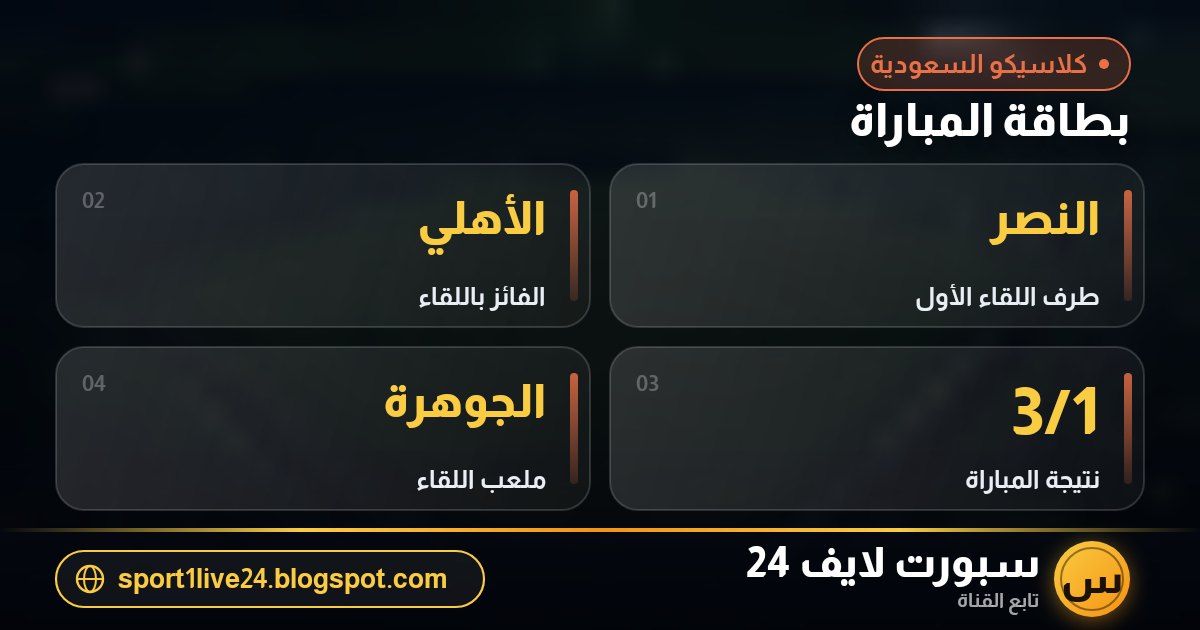 كلاسيكو السعودية
بطاقة المباراة
01
النصر
طرف اللقاء الأول
02
الأهلي
الفائز باللقاء
03
3/1
نتيجة المباراة
04
الجوهرة
ملعب اللقاء
س
سبورت لايف 24
تابع القناة
sport1live24.blogspot.com